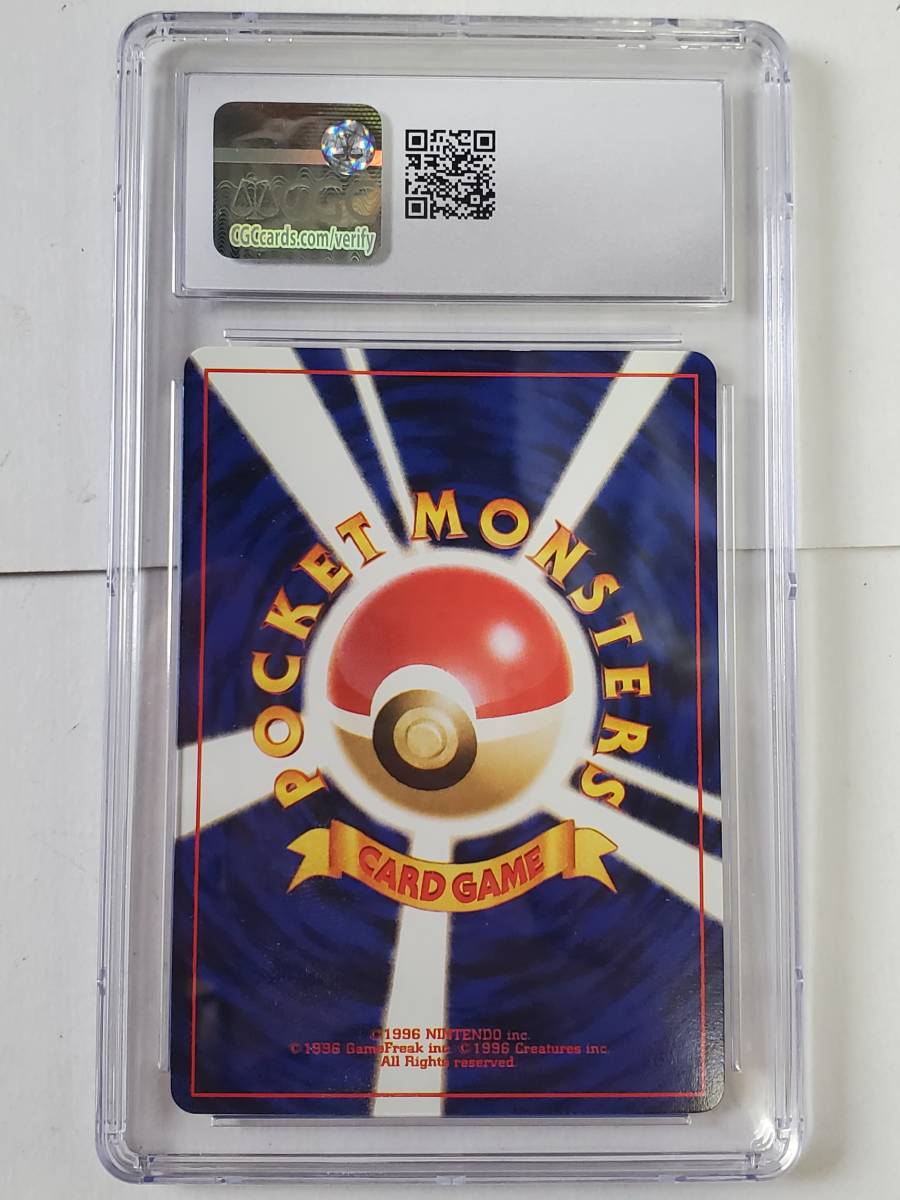 CGC
CGCcards.com/verify
POCKET MONSTERS
CARD GAME
©1996 NINTENDO inc.
©1996 GameFreak inc. ©1996 Creatures inc.
All Rights reserved.